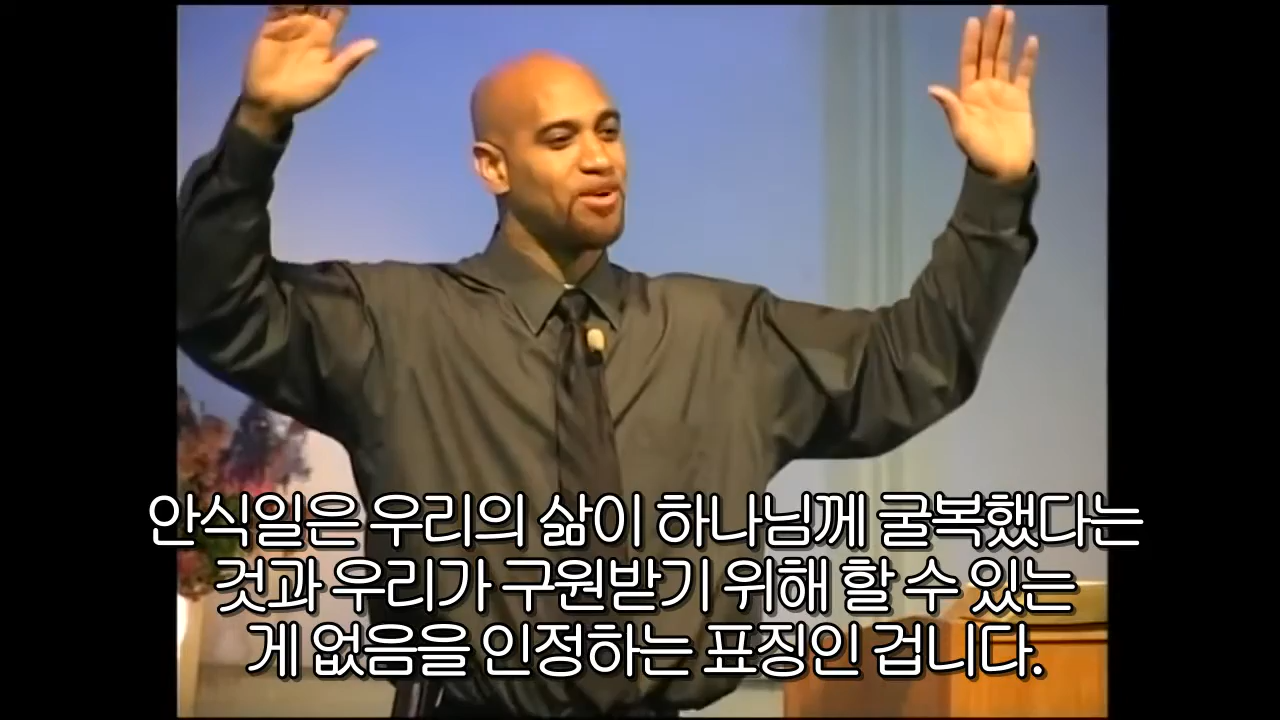 안식일은 우리의 삶이 하나님께 굴복했다는
것과 우리가 구원받기 위해 할 수 있는
게 없음을 인정하는 표징인 겁니다.